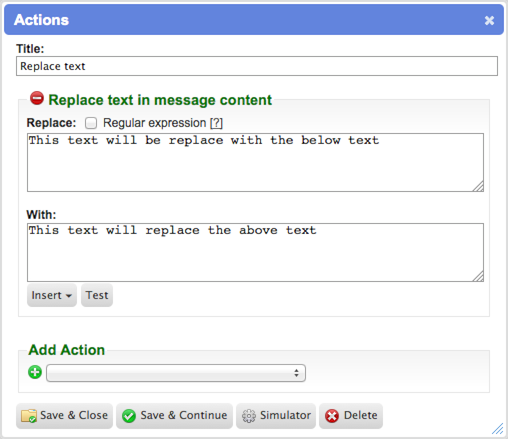 Actions
Title:
Replace text
Replace text in message content
Replace: Regular expression [?]
This text will be replace with the below text
With:
This text will replace the above text
Insert Test
Add Action
Save & Close Save & Continue Simulator Delete